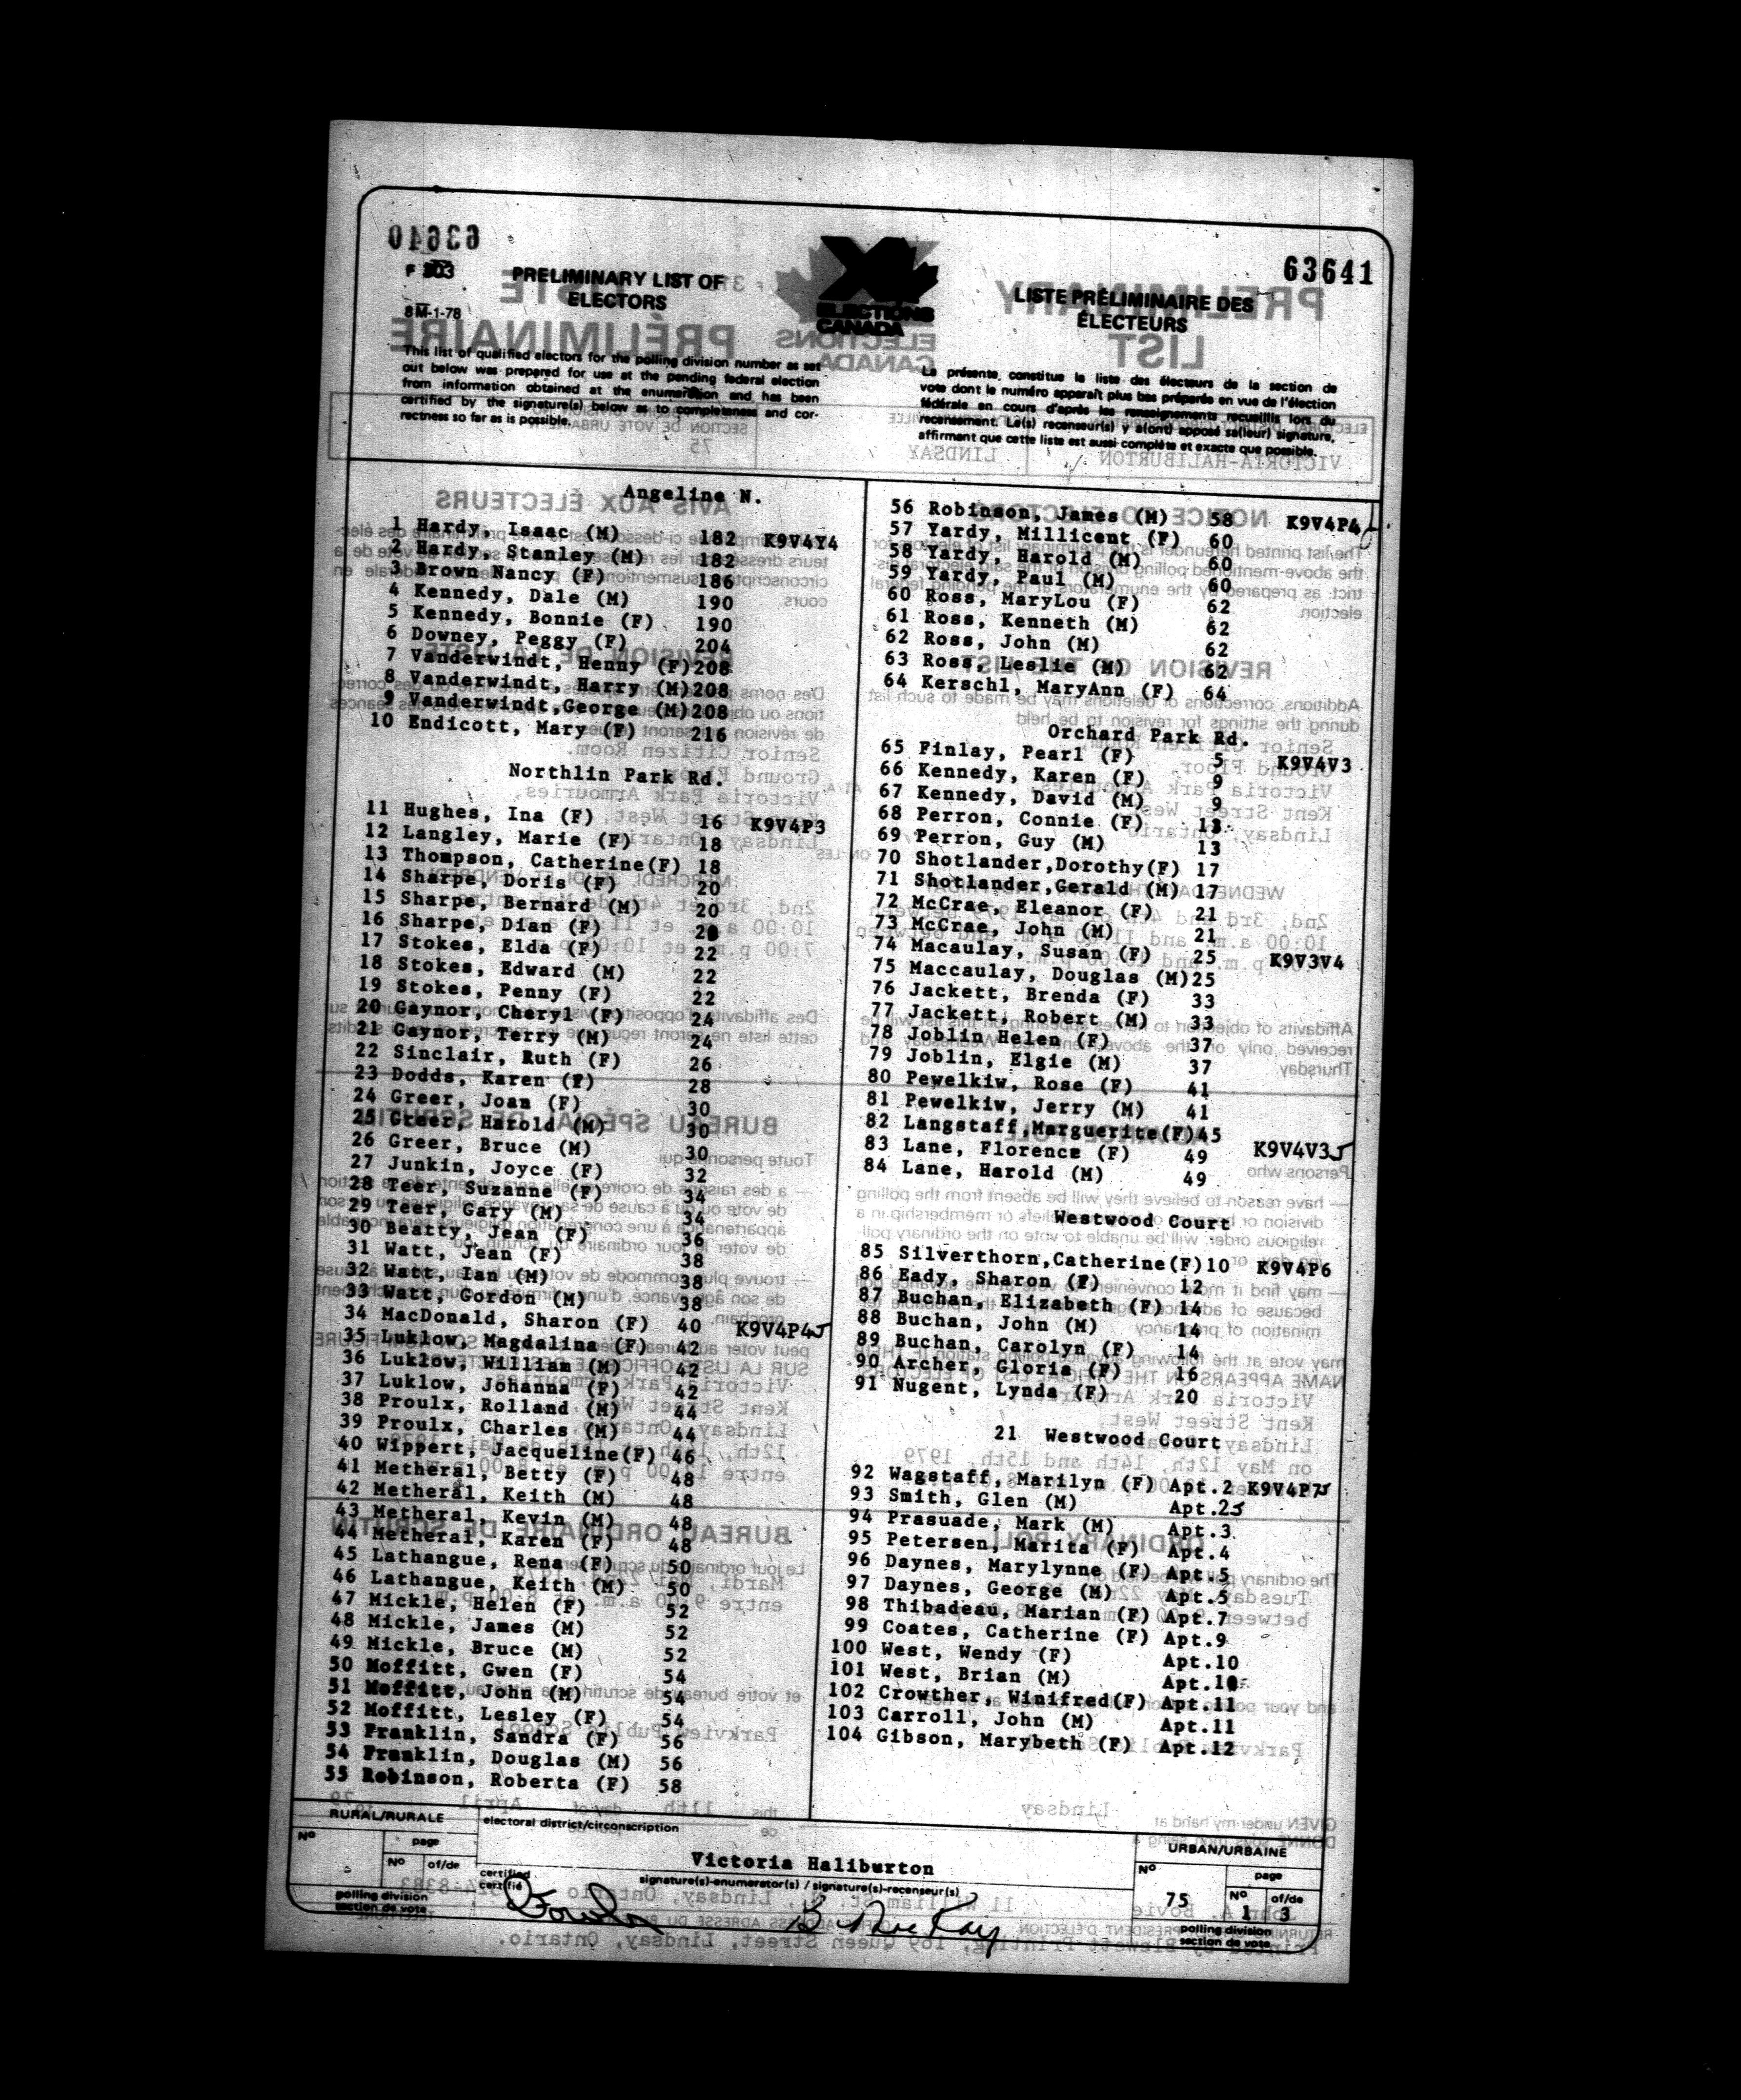 63641
F 303
PRELIMINARY LIST OF
ELECTORS
8M-1-78
ELECTIONS
CANADA
LISTE PRÉLIMINAIRE DES
ÉLECTEURS
This list of qualified electors for the polling division number as set
out below was prepared for use at the pending federal election
from information obtained at the enumeration and has been
certified by the signature(s) below as to completeness and cor-
rectness so far as is possible.
La présente constitue la liste des électeurs de la section de
vote dont le numéro apparaît plus bas préparée en vue de l'élection
fédérale en cours d'après les renseignements recueillis lors du
recensement. Le(s) recenseur(s) y a(ont) apposé sa(leur) signature,
affirmant que cette liste est aussi complète et exacte que possible.
Angeline N.
1 Hardy, Isaac (M) 182 K9V4Y4
2 Hardy, Stanley (M) 182
3 Brown Nancy (F) 186
4 Kennedy, Dale (M) 190
5 Kennedy, Bonnie (F) 190
6 Downey, Peggy (F) 204
7 Vanderwindt, Henny (F)208
8 Vanderwindt, Harry (M)208
9 Vanderwindt,George (M)208
10 Endicott, Mary (F) 216
Northlin Park Rd.
11 Hughes, Ina (F) 16 K9V4P3
12 Langley, Marie (F) 18
13 Thompson, Catherine(F) 18
14 Sharpe, Doris (F) 20
15 Sharpe, Bernard (M) 20
16 Sharpe, Dian (F) 20
17 Stokes, Elda (F) 22
18 Stokes, Edward (M) 22
19 Stokes, Penny (F) 22
20 Gaynor, Cheryl (F) 24
21 Gaynor, Terry (M) 24
22 Sinclair, Ruth (F) 26
23 Dodds, Karen (F) 28
24 Greer, Joan (F) 30
25 Greer, Harold (M) 30
26 Greer, Bruce (M) 30
27 Junkin, Joyce (F) 32
28 Teer, Suzanne (F) 34
29 Teer, Gary (M) 34
30 Beatty, Jean (F) 36
31 Watt, Jean (F) 38
32 Watt, Ian (M) 38
33 Watt, Gordon (M) 38
34 MacDonald, Sharon (F) 40 K9V4P4
35 Luklow, Magdalina (F) 42
36 Luklow, William (M) 42
37 Luklow, Johanna (F) 42
38 Proulx, Rolland (M) 44
39 Proulx, Charles (M) 44
40 Wippert, Jacqueline(F) 46
41 Metheral, Betty (F) 48
42 Metheral, Keith (M) 48
43 Metheral, Kevin (M) 48
44 Metheral, Karen (F) 48
45 Lathangue, Rena (F) 50
46 Lathangue, Keith (M) 50
47 Mickle, Helen (F) 52
48 Mickle, James (M) 52
49 Mickle, Bruce (M) 52
50 Moffitt, Gwen (F) 54
51 Moffitt, John (M) 54
52 Moffitt, Lesley (F) 54
53 Franklin, Sandra (F) 56
54 Franklin, Douglas (M) 56
55 Robinson, Roberta (F) 58
56 Robinson, James (M) 58 K9V4P4
57 Yardy, Millicent (F) 60
58 Yardy, Harold (M) 60
59 Yardy, Paul (M) 60
60 Ross, MaryLou (F) 62
61 Ross, Kenneth (M) 62
62 Ross, John (M) 62
63 Ross, Leslie (M) 62
64 Kerschl, MaryAnn (F) 64
Orchard Park Rd.
65 Finlay, Pearl (F) 5 K9V4V3
66 Kennedy, Karen (F) 9
67 Kennedy, David (M) 9
68 Perron, Connie (F) 13
69 Perron, Guy (M) 13
70 Shotlander,Dorothy(F) 17
71 Shotlander,Gerald (M) 17
72 McCrae, Eleanor (F) 21
73 McCrae, John (M) 21
74 Macaulay, Susan (F) 25 K9V3V4
75 Maccaulay, Douglas (M)25
76 Jackett, Brenda (F) 33
77 Jackett, Robert (M) 33
78 Joblin Helen (F) 37
79 Joblin, Elgie (M) 37
80 Pewelkiw, Rose (F) 41
81 Pewelkiw, Jerry (M) 41
82 Langstaff,Marguerite(F)45
83 Lane, Florence (F) 49 K9V4V3
84 Lane, Harold (M) 49
Westwood Court
85 Silverthorn,Catherine(F)10 K9V4P6
86 Eady, Sharon (F) 12
87 Buchan, Elizabeth (F) 14
88 Buchan, John (M) 14
89 Buchan, Carolyn (F) 14
90 Archer, Gloria (F) 16
91 Nugent, Lynda (F) 20
21 Westwood Court
92 Wagstaff, Marilyn (F) Apt.2 K9V4P7
93 Smith, Glen (M) Apt.2
94 Prasuade, Mark (M) Apt.3
95 Petersen, Marita (F) Apt.4
96 Daynes, Marylynne (F) Apt.5
97 Daynes, George (M) Apt.5
98 Thibadeau, Marian (F) Apt.7
99 Coates, Catherine (F) Apt.9
100 West, Wendy (F) Apt.10
101 West, Brian (M) Apt.10
102 Crowther, Winifred(F) Apt.11
103 Carroll, John (M) Apt.11
104 Gibson, Marybeth (F) Apt.12
RURAL/RURALE
No
page
No of/de
polling division
section de vote
electoral district/circonscription
Victoria Haliburton
certified
certifié
signature(s)-enumerator(s) / signature(s)-recenseur(s)
B MacKay
URBAN/URBAINE
No
75
page
No of/de
1 3
polling division
section de vote